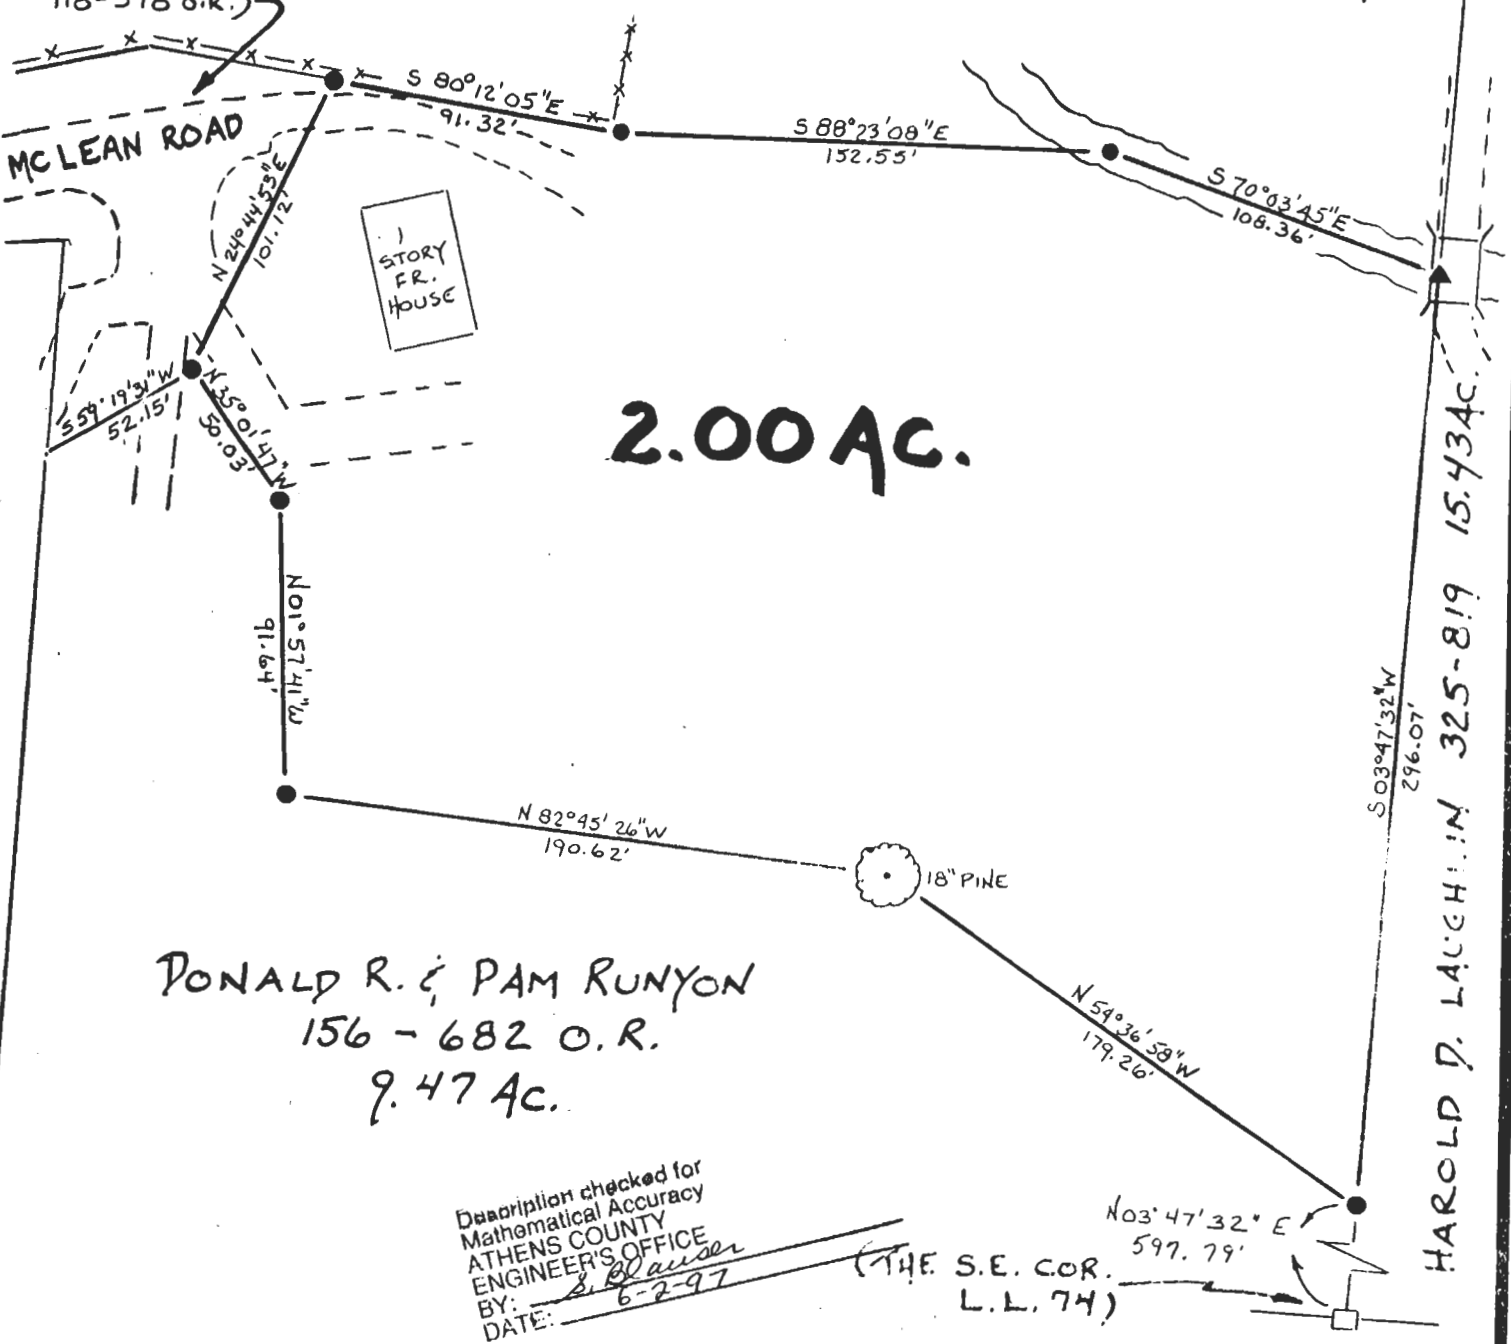 118-598 O.R.)
MCLEAN ROAD
S 80°12'05"E
91.32'
S 88°23'08"E
152.55'
S 70°03'45"E
108.36'
N 24°44'53"E
101.12'
1
STORY
FR.
HOUSE
S 59°19'31"W
52.15'
N 35°01'47"W
50.03'
2.00 AC.
N 01°57'41"W
91.64'
S 03°47'32"W
296.07'
HAROLD D. LAUGHLIN 325-819 15.43 AC.
N 82°45'26"W
190.62'
18" PINE
N 54°36'58"W
179.26'
DONALD R. & PAM RUNYON
156 - 682 O.R.
9.47 AC.
Description checked for
Mathematical Accuracy
ATHENS COUNTY
ENGINEER'S OFFICE
BY: S. Blauser
DATE: 6-2-97
N 03°47'32" E
597.79'
(THE S.E. COR.
L.L. 74)